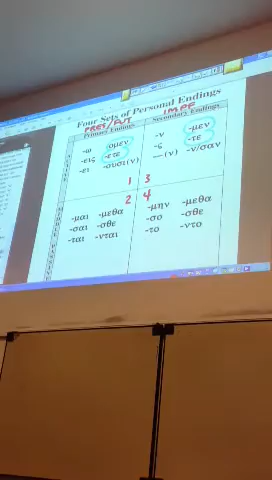 Four Sets of Personal Endings
PRES/FUT IMPF
Primary Endings Secondary Endings
-ω ομεν -ν -μεν
-εις -ετε -ς -τε
-ει -ουσι(ν) —(ν) -ν/σαν
1 3
2 4
-μαι -μεθα -μην -μεθα
-σαι -σθε -σο -σθε
-ται -νται -το -ντο